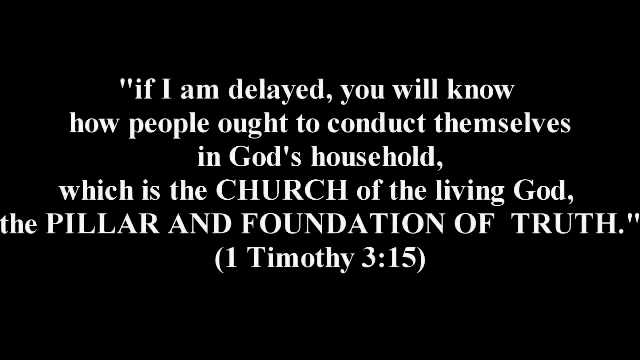 "if I am delayed, you will know
how people ought to conduct themselves
in God's household,
which is the CHURCH of the living God,
the PILLAR AND FOUNDATION OF  TRUTH."
(1 Timothy 3:15)